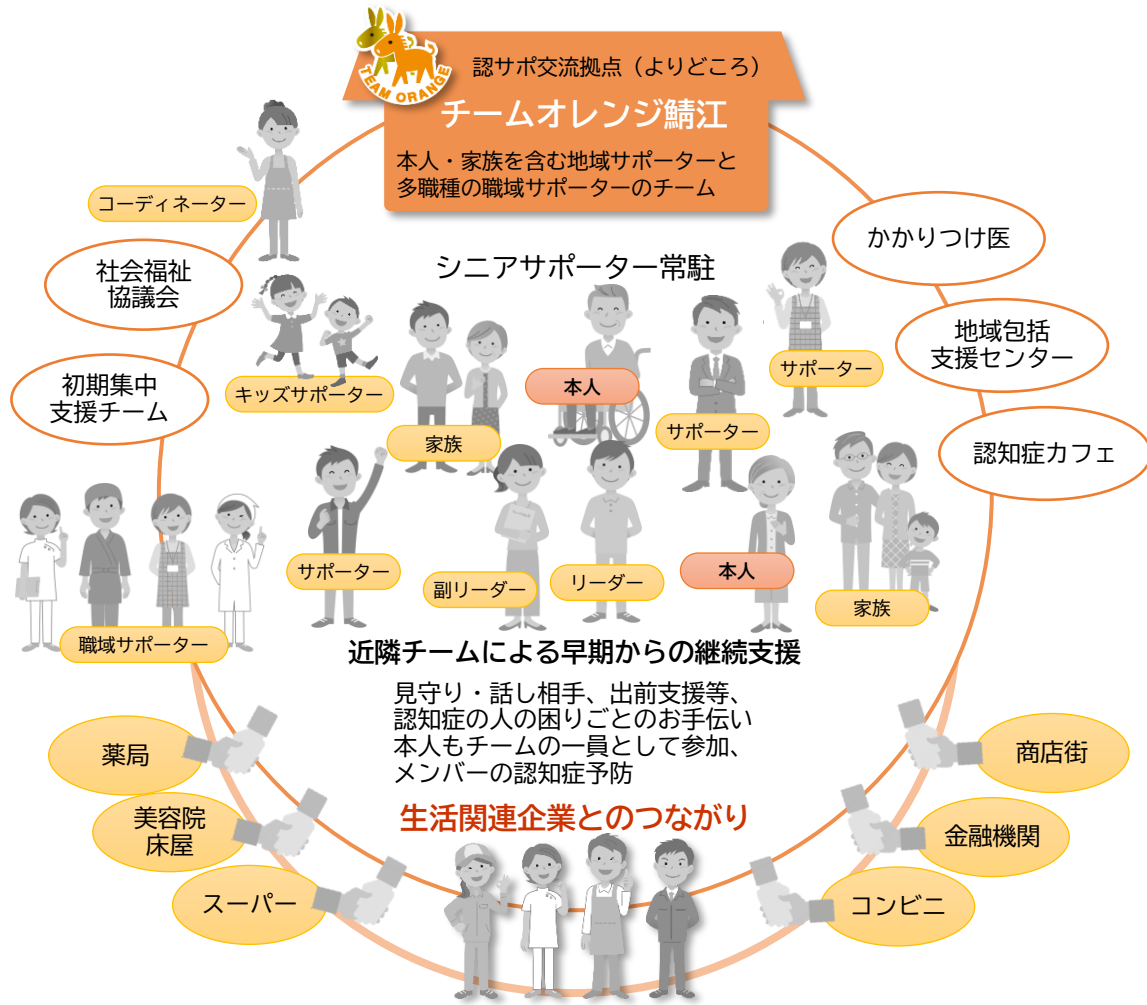 認サポ交流拠点（よりどころ）
TEAM ORANGE
チームオレンジ鯖江
本人・家族を含む地域サポーターと
多職種の職域サポーターのチーム
コーディネーター
社会福祉
協議会
初期集中
支援チーム
かかりつけ医
地域包括
支援センター
認知症カフェ
シニアサポーター常駐
キッズサポーター
家族
本人
サポーター
サポーター
サポーター
副リーダー
リーダー
本人
家族
職域サポーター
近隣チームによる早期からの継続支援
見守り・話し相手、出前支援等、
認知症の人の困りごとのお手伝い
本人もチームの一員として参加、
メンバーの認知症予防
生活関連企業とのつながり
薬局
美容院
床屋
スーパー
商店街
金融機関
コンビニ